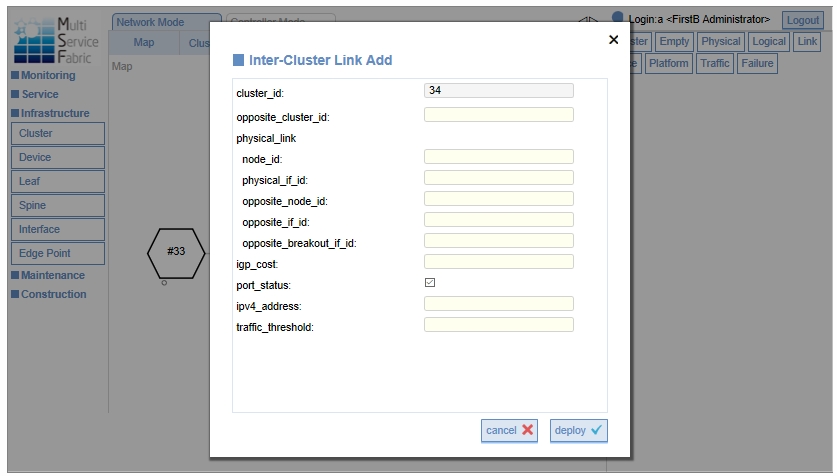 Multi
Service
Fabric
Network Mode
Controller Mode
Login:a <FirstB Administrator>
Logout
Map
Clus
ster
Empty
Physical
Logical
Link
ce
Platform
Traffic
Failure
Map
Monitoring
Service
Infrastructure
Cluster
Device
Leaf
Spine
Interface
Edge Point
Maintenance
Construction
#33
Inter-Cluster Link Add
cluster_id: 34
opposite_cluster_id:
physical_link
node_id:
physical_if_id:
opposite_node_id:
opposite_if_id:
opposite_breakout_if_id:
igp_cost:
port_status:
ipv4_address:
traffic_threshold:
cancel
deploy